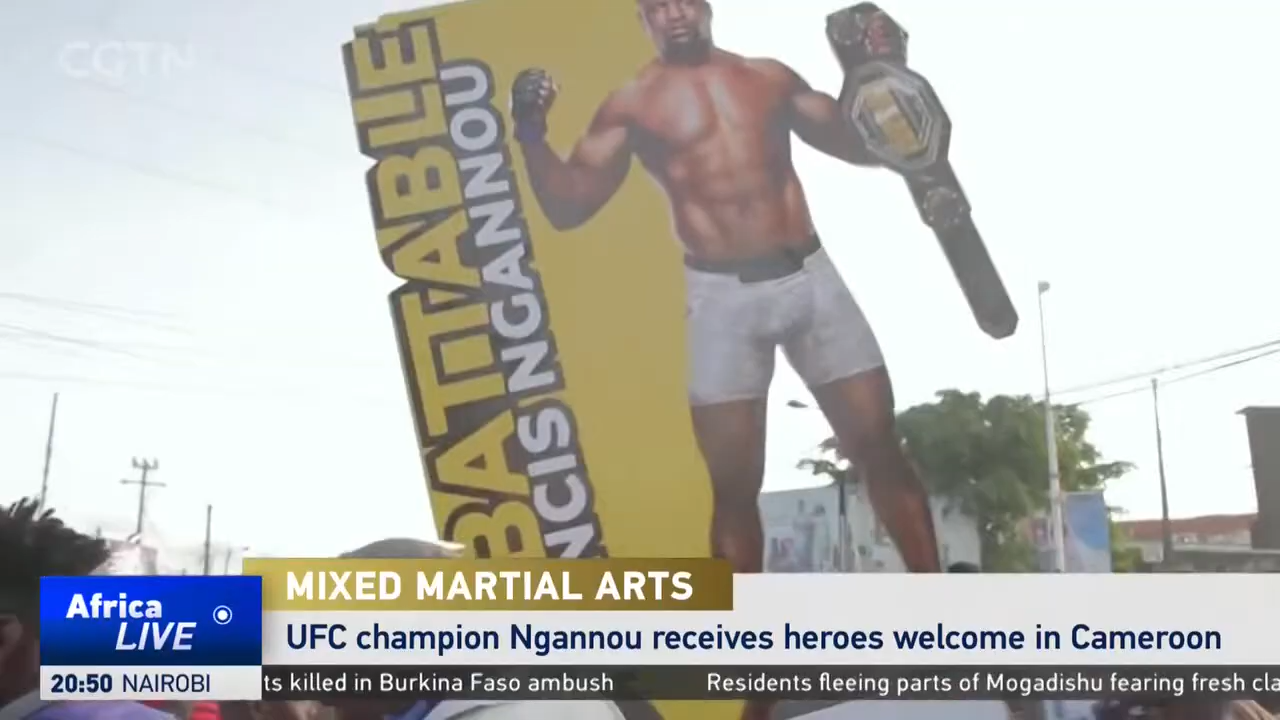 CGTN
BATTABLE
NCIS NGANNOU
MIXED MARTIAL ARTS
Africa
LIVE
UFC champion Ngannou receives heroes welcome in Cameroon
20:50 NAIROBI
ts killed in Burkina Faso ambush Residents fleeing parts of Mogadishu fearing fresh cla